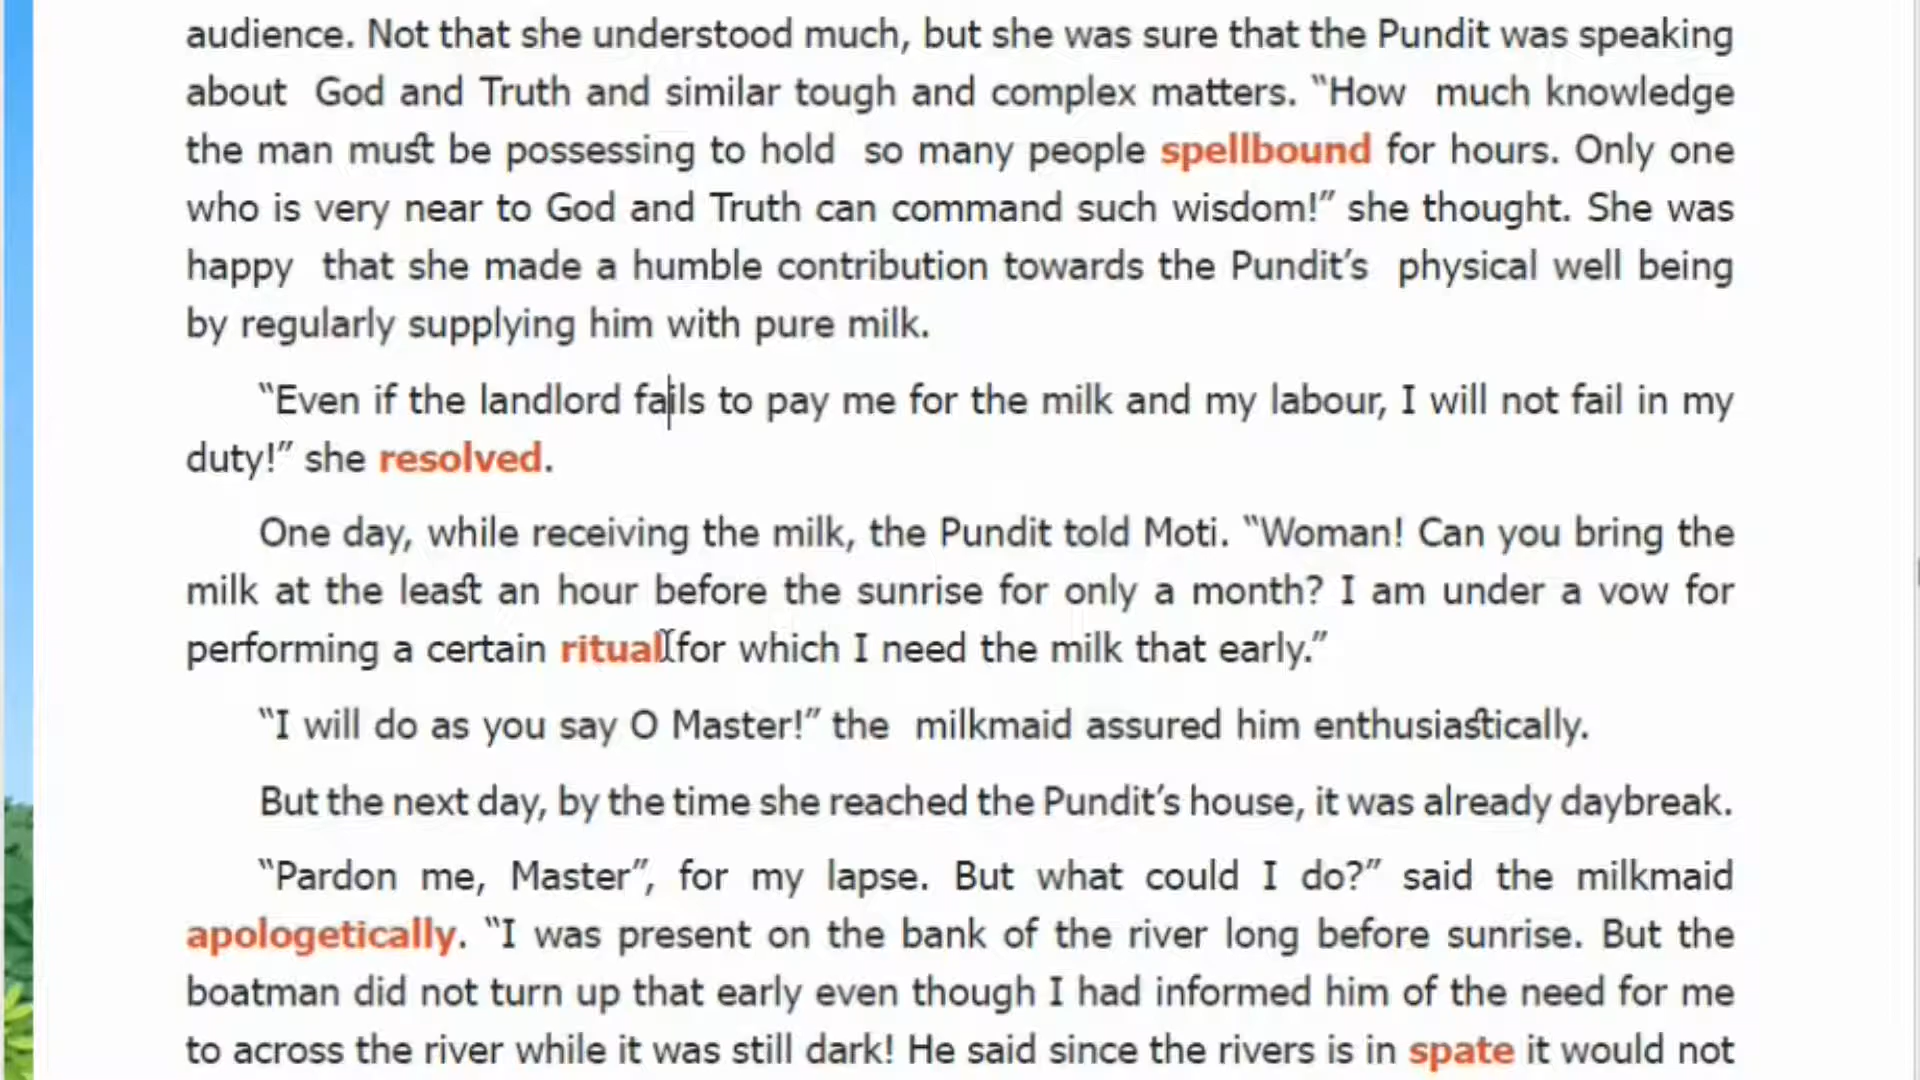 audience. Not that she understood much, but she was sure that the Pundit was speaking
about God and Truth and similar tough and complex matters. “How much knowledge
the man must be possessing to hold so many people spellbound for hours. Only one
who is very near to God and Truth can command such wisdom!” she thought. She was
happy that she made a humble contribution towards the Pundit’s physical well being
by regularly supplying him with pure milk.
“Even if the landlord fails to pay me for the milk and my labour, I will not fail in my
duty!” she resolved.
One day, while receiving the milk, the Pundit told Moti. “Woman! Can you bring the
milk at the least an hour before the sunrise for only a month? I am under a vow for
performing a certain ritual for which I need the milk that early.”
“I will do as you say O Master!” the milkmaid assured him enthusiastically.
But the next day, by the time she reached the Pundit’s house, it was already daybreak.
“Pardon me, Master”, for my lapse. But what could I do?” said the milkmaid
apologetically. “I was present on the bank of the river long before sunrise. But the
boatman did not turn up that early even though I had informed him of the need for me
to across the river while it was still dark! He said since the rivers is in spate it would not